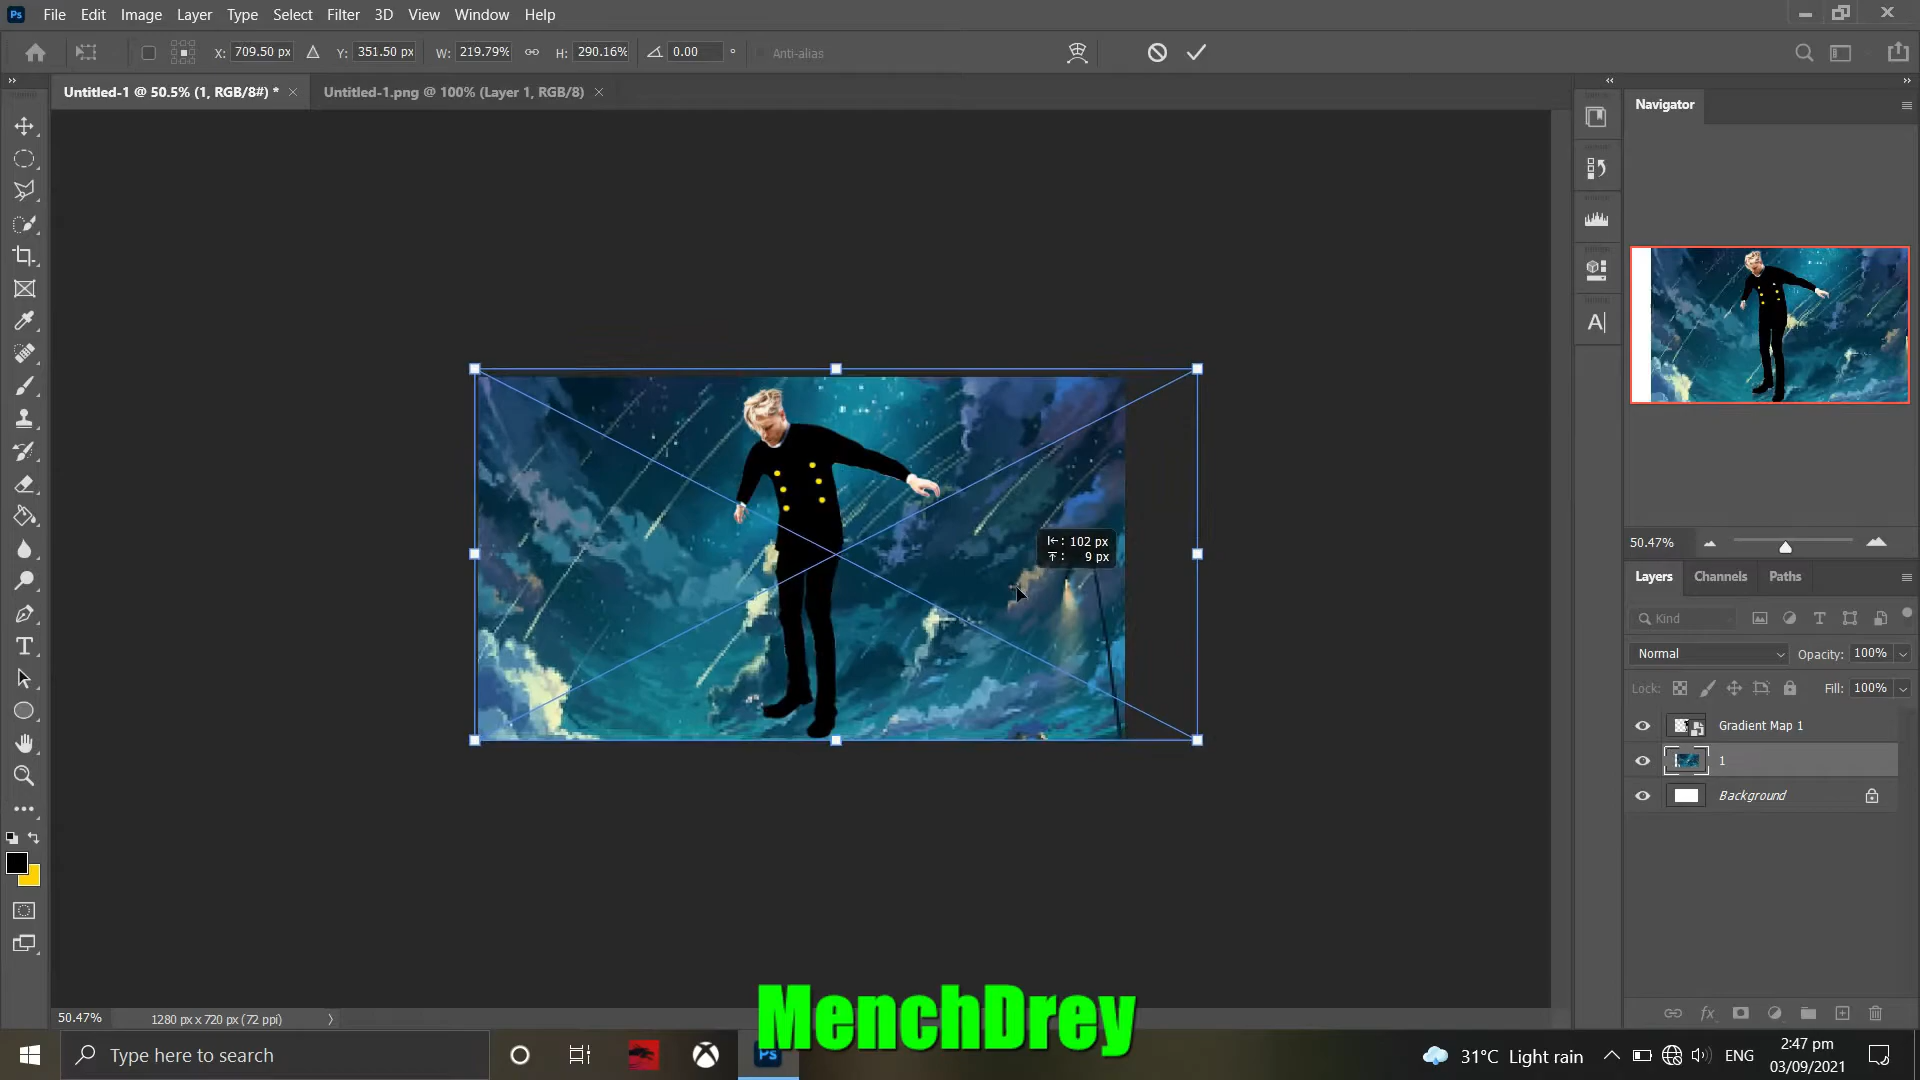 Ps File Edit Image Layer Type Select Filter 3D View Window Help
X: 709.50 px Y: 351.50 px W: 219.79% H: 290.16% 0.00 ° Anti-alias
Untitled-1 @ 50.5% (1, RGB/8#) * Untitled-1.png @ 100% (Layer 1, RGB/8)
Navigator
102 px
9 px
50.47%
Layers Channels Paths
Kind
Normal Opacity: 100%
Lock: Fill: 100%
Gradient Map 1
1
Background
50.47% 1280 px x 720 px (72 ppi)
MenchDrey
Type here to search Ps 31°C Light rain ENG 2:47 pm
03/09/2021